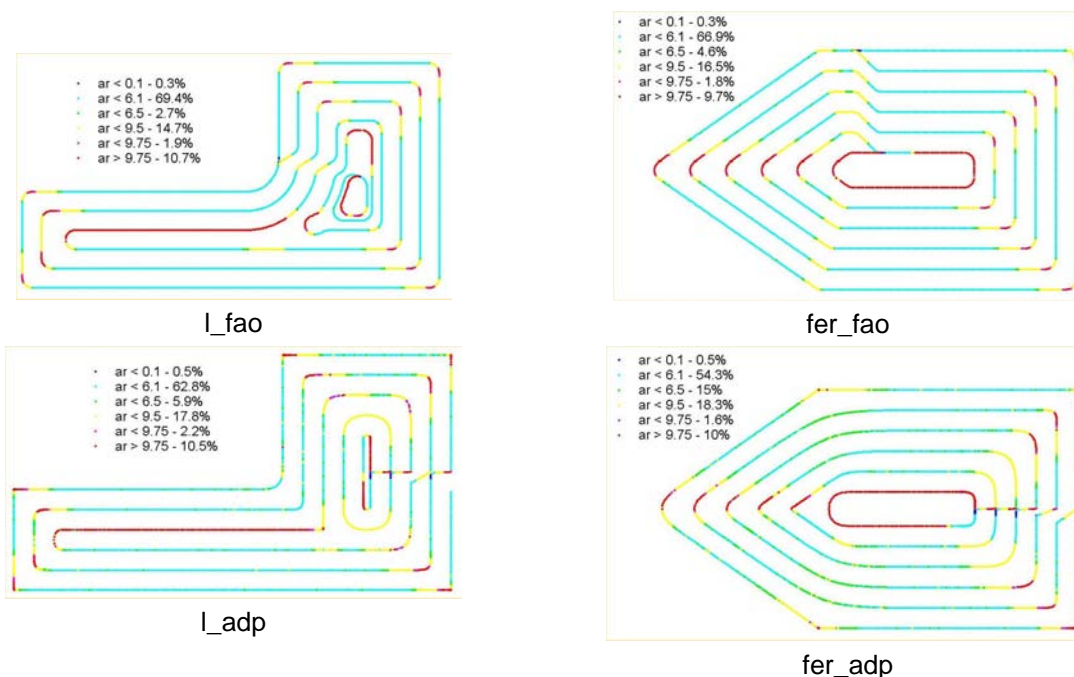 ar < 0.1 - 0.3%
ar < 6.1 - 69.4%
ar < 6.5 - 2.7%
ar < 9.5 - 14.7%
ar < 9.75 - 1.9%
ar > 9.75 - 10.7%
l_fao
ar < 0.1 - 0.3%
ar < 6.1 - 66.9%
ar < 6.5 - 4.6%
ar < 9.5 - 16.5%
ar < 9.75 - 1.8%
ar > 9.75 - 9.7%
fer_fao
ar < 0.1 - 0.5%
ar < 6.1 - 62.8%
ar < 6.5 - 5.9%
ar < 9.5 - 17.8%
ar < 9.75 - 2.2%
ar > 9.75 - 10.5%
l_adp
ar < 0.1 - 0.5%
ar < 6.1 - 54.3%
ar < 6.5 - 15%
ar < 9.5 - 18.3%
ar < 9.75 - 1.6%
ar > 9.75 - 10%
fer_adp